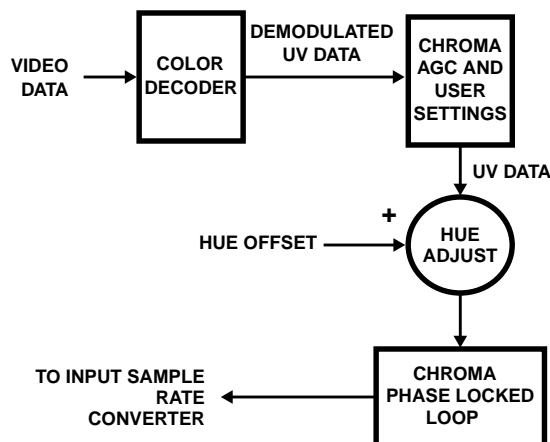 VIDEO
DATA
COLOR
DECODER
DEMODULATED
UV DATA
CHROMA
AGC AND
USER
SETTINGS
UV DATA
+
HUE OFFSET
HUE
ADJUST
CHROMA
PHASE LOCKED
LOOP
TO INPUT SAMPLE
RATE
CONVERTER